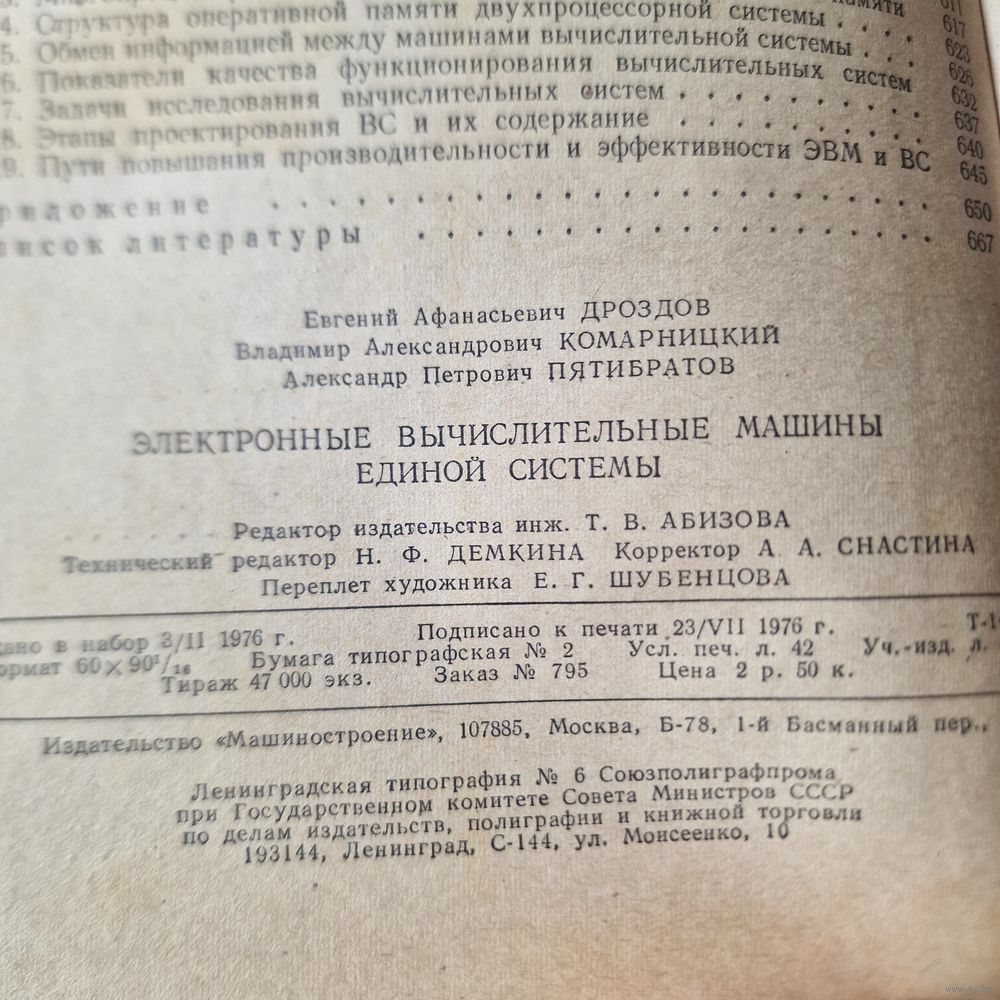 памяти 611
4. Структура оперативной памяти двухпроцессорной системы . . . 617
5. Обмен информацией между машинами вычислительной системы . . . 623
6. Показатели качества функционирования вычислительных систем 626
7. Задачи исследования вычислительных систем . . . . . . . . . 632
8. Этапы проектирования ВС и их содержание . . . . . . . . . 637
640
9. Пути повышания производительности и эффективности ЭВМ и ВС 645
риложение . . . . . . . . . . . . . . . . . . . . 650
писок литературы . . . . . . . . . . . . . . . . 667
Евгений Афанасьевич ДРОЗДОВ
Владимир Александрович КОМАРНИЦКИЙ
Александр Петрович ПЯТИБРАТОВ
ЭЛЕКТРОННЫЕ ВЫЧИСЛИТЕЛЬНЫЕ МАШИНЫ
ЕДИНОЙ СИСТЕМЫ
Редактор издательства инж. Т. В. АБИЗОВА
Технический редактор Н. Ф. ДЕМКИНА Корректор А. А. СНАСТИНА
Переплет художника Е. Г. ШУБЕНЦОВА
дано в набор 3/II 1976 г. Подписано к печати 23/VII 1976 г. Т-1
ормат 60×90¹/₁₆ Бумага типографская № 2 Усл. печ. л. 42 Уч.-изд. л.
Тираж 47 000 экз. Заказ № 795 Цена 2 р. 50 к.
Издательство «Машиностроение», 107885, Москва, Б-78, 1-й Басманный пер.,
Ленинградская типография № 6 Союзполиграфпрома
при Государственном комитете Совета Министров СССР
по делам издательств, полиграфии и книжной торговли
193144, Ленинград, С-144, ул. Моисеенко, 10